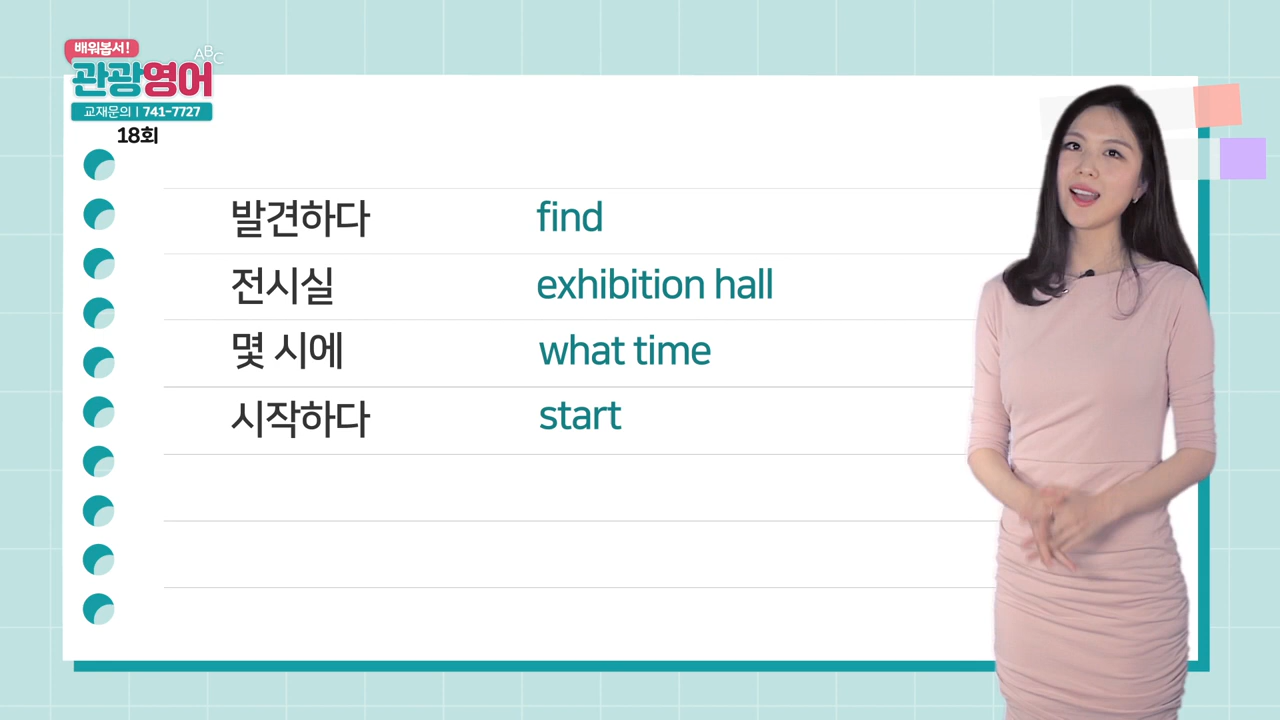 배워봅서!
ABC
관광영어
교재문의 | 741-7727
18회
발견하다 find
전시실 exhibition hall
몇 시에 what time
시작하다 start